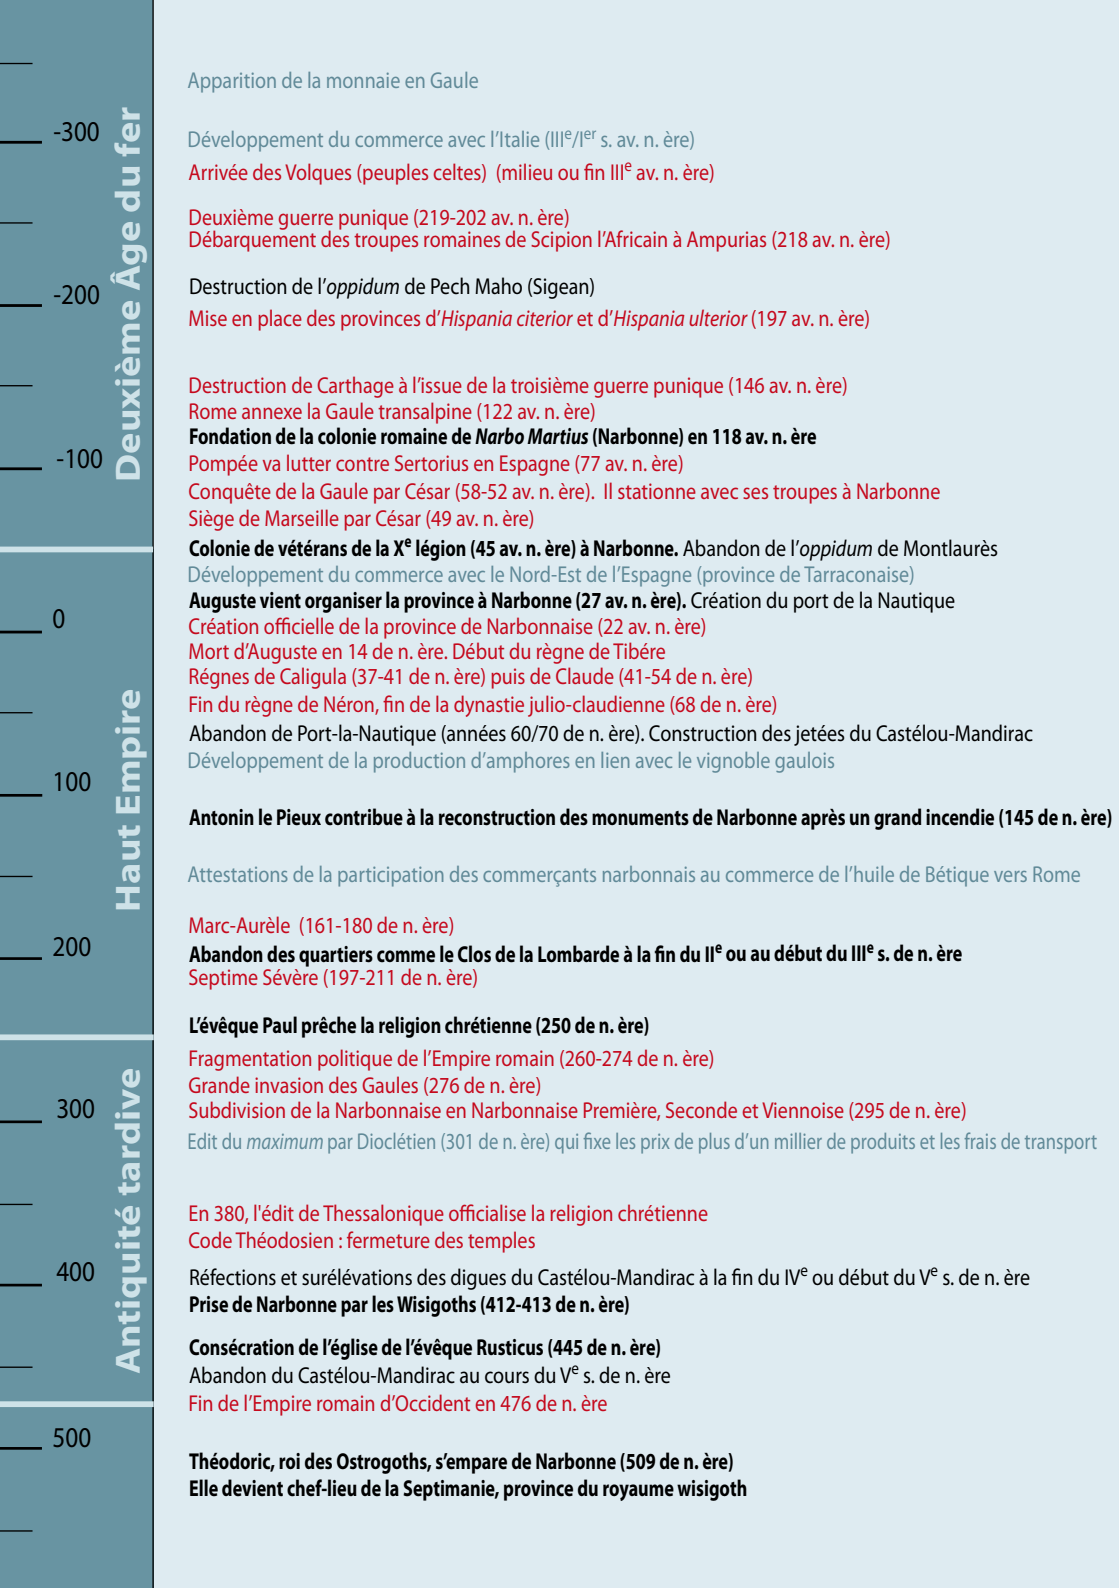 Apparition de la monnaie en Gaule
-300
Développement du commerce avec l'Italie (IIIe/Ier s. av. n. ère)
Arrivée des Volques (peuples celtes)  (milieu ou fin IIIe av. n. ère)
Deuxième guerre punique (219-202 av. n. ère)
Débarquement des troupes romaines de Scipion l'Africain à Ampurias (218 av. n. ère)
Destruction de l'oppidum de Pech Maho (Sigean)
-200
Mise en place des provinces d'Hispania citerior et d'Hispania ulterior (197 av. n. ère)
Deuxième Âge du fer
Destruction de Carthage à l'issue de la troisième guerre punique (146 av. n. ère)
Rome annexe la Gaule transalpine (122 av. n. ère)
Fondation de la colonie romaine de Narbo Martius (Narbonne) en 118 av. n. ère
-100
Pompée va lutter contre Sertorius en Espagne (77 av. n. ère)
Conquête de la Gaule par César (58-52 av. n. ère).  Il stationne avec ses troupes à Narbonne
Siège de Marseille par César (49 av. n. ère)
Colonie de vétérans de la Xe légion (45 av. n. ère) à Narbonne. Abandon de l'oppidum de Montlaurès
Développement du commerce avec le Nord-Est de l'Espagne (province de Tarraconaise)
Auguste vient organiser la province à Narbonne (27 av. n. ère). Création du port de la Nautique
0
Création officielle de la province de Narbonnaise (22 av. n. ère)
Mort d'Auguste en 14 de n. ère. Début du règne de Tibére
Régnes de Caligula (37-41 de n. ère) puis de Claude (41-54 de n. ère)
Fin du règne de Néron, fin de la dynastie julio-claudienne (68 de n. ère)
Abandon de Port-la-Nautique (années 60/70 de n. ère). Construction des jetées du Castélou-Mandirac
Développement de la production d'amphores en lien avec le vignoble gaulois
100
Haut Empire
Antonin le Pieux contribue à la reconstruction des monuments de Narbonne après un grand incendie (145 de n. ère)
Attestations de la participation des commerçants narbonnais au commerce de l'huile de Bétique vers Rome
Marc-Aurèle  (161-180 de n. ère)
200
Abandon des quartiers comme le Clos de la Lombarde à la fin du IIe ou au début du IIIe s. de n. ère
Septime Sévère (197-211 de n. ère)
L'évêque Paul prêche la religion chrétienne (250 de n. ère)
Fragmentation politique de l'Empire romain (260-274 de n. ère)
Grande invasion des Gaules (276 de n. ère)
300
Subdivision de la Narbonnaise en Narbonnaise Première, Seconde et Viennoise (295 de n. ère)
Edit du maximum par Dioclétien (301 de n. ère) qui fixe les prix de plus d'un millier de produits et les frais de transport
Antiquité tardive
En 380, l'édit de Thessalonique officialise la religion chrétienne
Code Théodosien : fermeture des temples
400
Réfections et surélévations des digues du Castélou-Mandirac à la fin du IVe ou début du Ve s. de n. ère
Prise de Narbonne par les Wisigoths (412-413 de n. ère)
Consécration de l'église de l'évêque Rusticus (445 de n. ère)
Abandon du Castélou-Mandirac au cours du Ve s. de n. ère
Fin de l'Empire romain d'Occident en 476 de n. ère
500
Théodoric, roi des Ostrogoths, s'empare de Narbonne (509 de n. ère)
Elle devient chef-lieu de la Septimanie, province du royaume wisigoth